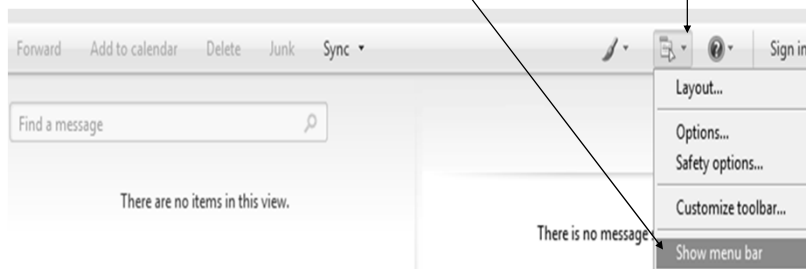 Forward Add to calendar Delete Junk Sync Sign in
Layout...
Find a message
Options...
Safety options...
There are no items in this view.
Customize toolbar...
There is no message
Show menu bar